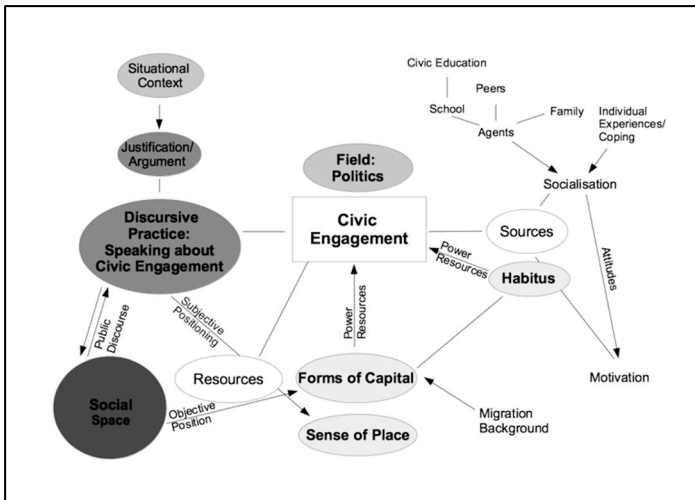 Situational
Context
Justification/
Argument
Discursive
Practice:
Speaking about
Civic Engagement
Public
Discourse
Social
Space
Subjective
Positioning
Objective
Position
Resources
Field:
Politics
Civic
Engagement
Power
Resources
Forms of Capital
Sense of Place
Civic Education
School
Peers
Agents
Family
Individual
Experiences/
Coping
Socialisation
Sources
Power
Resources
Habitus
Attitudes
Motivation
Migration
Background